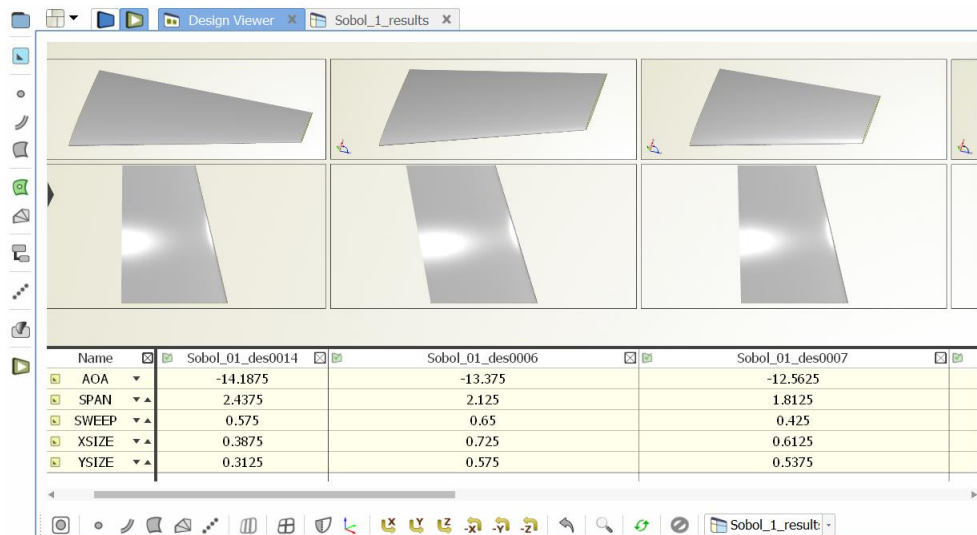 Design Viewer X Sobol_1_results X
Name Sobol_01_des0014 Sobol_01_des0006 Sobol_01_des0007
AOA -14.1875 -13.375 -12.5625
SPAN 2.4375 2.125 1.8125
SWEEP 0.575 0.65 0.425
XSIZE 0.3875 0.725 0.6125
YSIZE 0.3125 0.575 0.5375
X Y Z -X -Y -Z Sobol_1_result